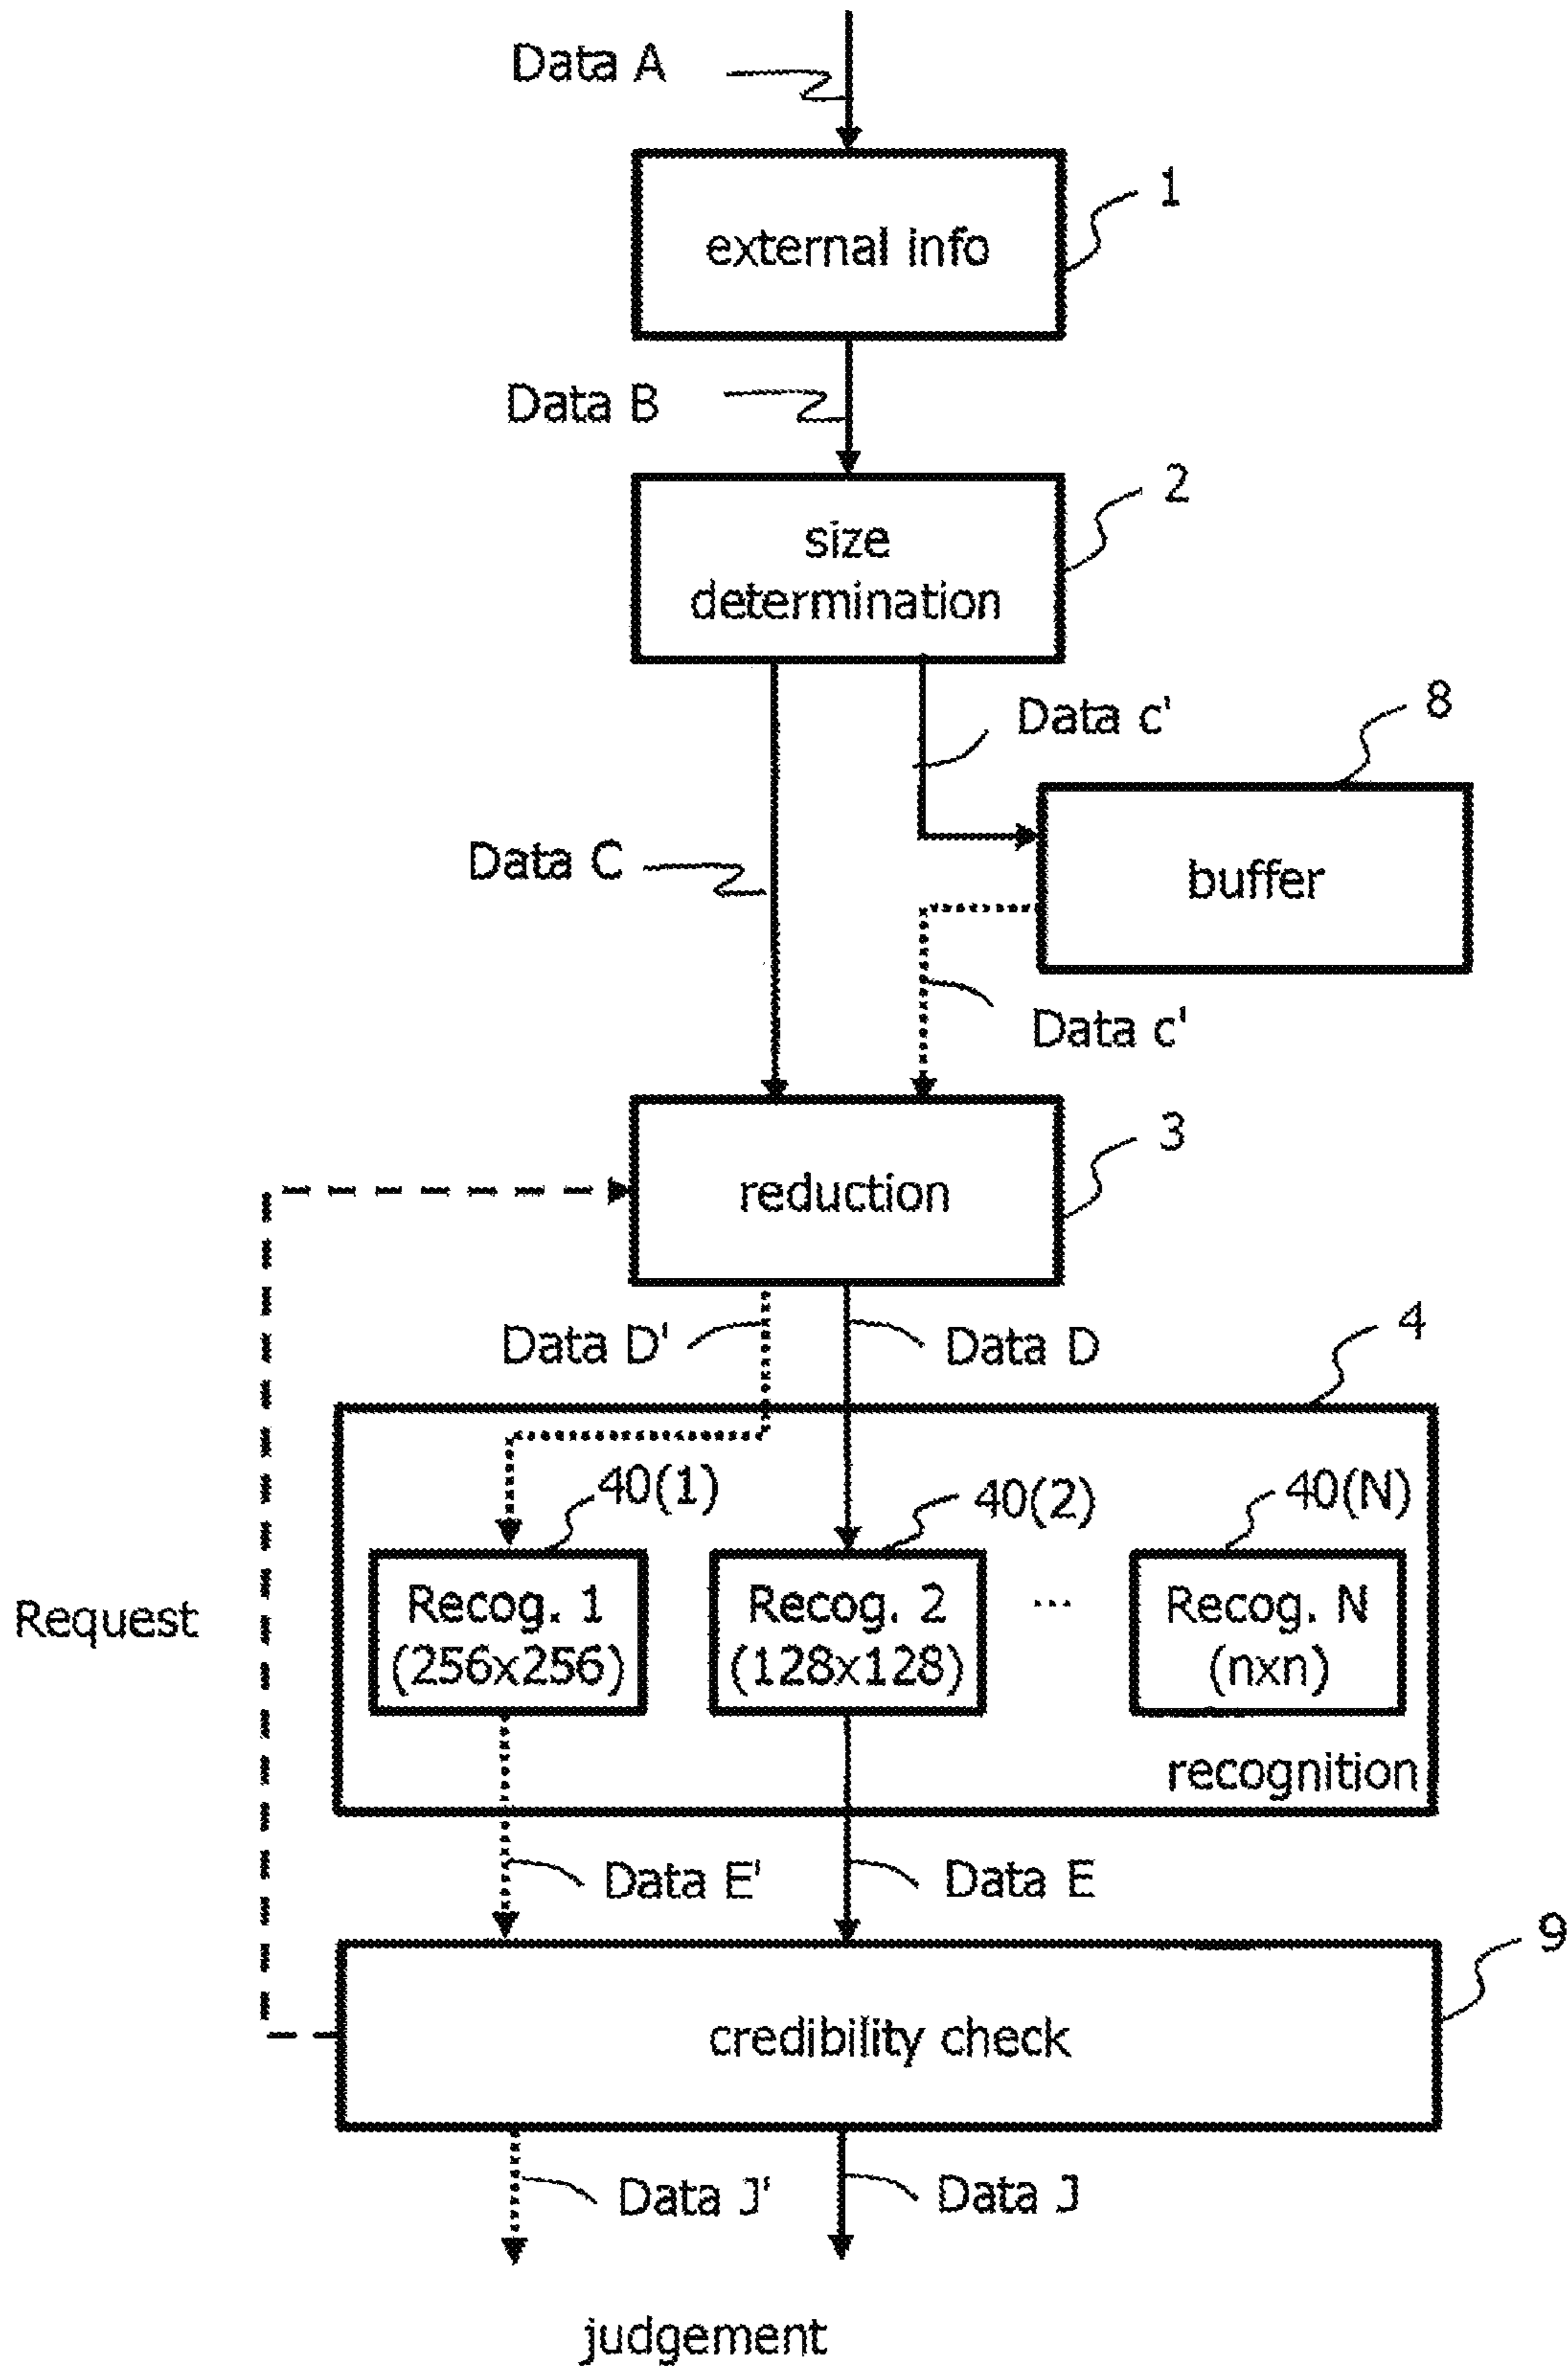 Data A
1
external info
Data B
2
size
determination
Data c'
8
Data C
buffer
Data c'
3
reduction
Data D'
Data D
4
40(1)
40(2)
40(N)
Recog. 1
(256x256)
Recog. 2
(128x128)
...
Recog. N
(nxn)
Request
recognition
Data E'
Data E
9
credibility check
Data J'
Data J
judgement